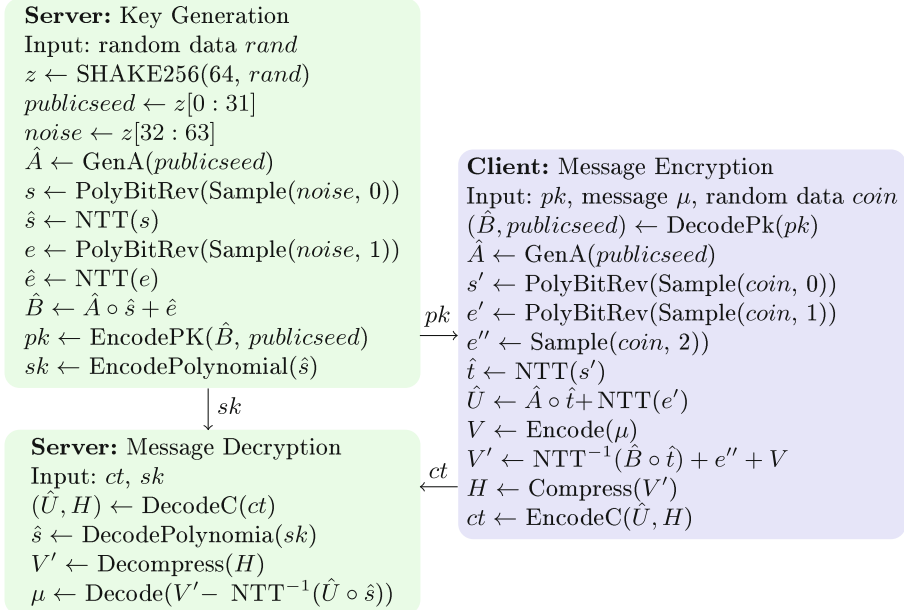 Server: Key Generation
Input: random data rand
z ← SHAKE256(64, rand)
publicseed ← z[0 : 31]
noise ← z[32 : 63]
Â ← GenA(publicseed)
s ← PolyBitRev(Sample(noise, 0))
ŝ ← NTT(s)
e ← PolyBitRev(Sample(noise, 1))
ê ← NTT(e)
B̂ ← Â ∘ ŝ + ê
pk ← EncodePK(B̂, publicseed)
sk ← EncodePolynomial(ŝ)
pk
Client: Message Encryption
Input: pk, message μ, random data coin
(B̂, publicseed) ← DecodePk(pk)
Â ← GenA(publicseed)
s′ ← PolyBitRev(Sample(coin, 0))
e′ ← PolyBitRev(Sample(coin, 1))
e′′ ← Sample(coin, 2))
t̂ ← NTT(s′)
Û ← Â ∘ t̂+ NTT(e′)
V ← Encode(μ)
V′ ← NTT⁻¹(B̂ ∘ t̂) + e′′ + V
H ← Compress(V′)
ct ← EncodeC(Û, H)
sk
ct
Server: Message Decryption
Input: ct, sk
(Û, H) ← DecodeC(ct)
ŝ ← DecodePolynomia(sk)
V′ ← Decompress(H)
μ ← Decode(V′− NTT⁻¹(Û ∘ ŝ))